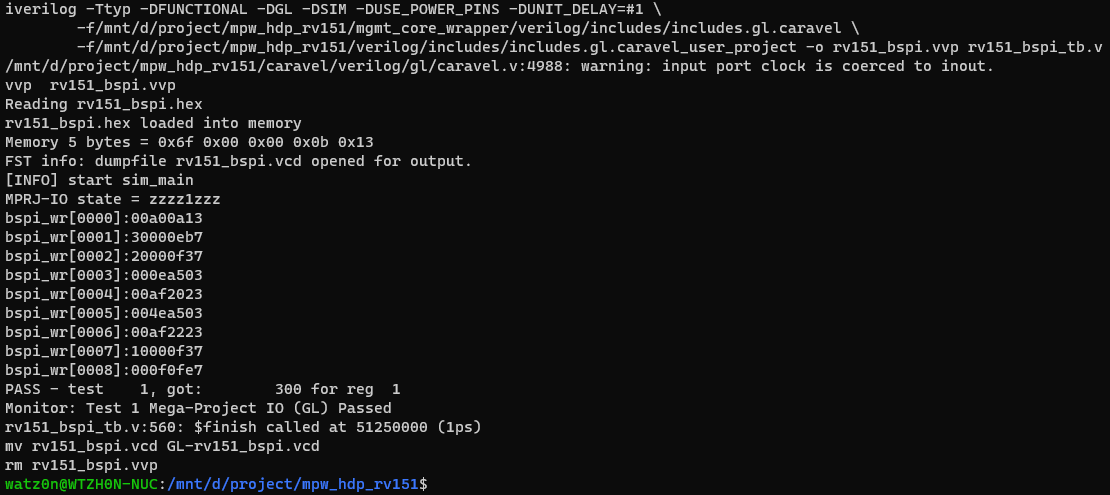 iverilog -Ttyp -DFUNCTIONAL -DGL -DSIM -DUSE_POWER_PINS -DUNIT_DELAY=#1 \
        -f/mnt/d/project/mpw_hdp_rv151/mgmt_core_wrapper/verilog/includes/includes.gl.caravel \
        -f/mnt/d/project/mpw_hdp_rv151/verilog/includes/includes.gl.caravel_user_project -o rv151_bspi.vvp rv151_bspi_tb.v
/mnt/d/project/mpw_hdp_rv151/caravel/verilog/gl/caravel.v:4988: warning: input port clock is coerced to inout.
vvp  rv151_bspi.vvp
Reading rv151_bspi.hex
rv151_bspi.hex loaded into memory
Memory 5 bytes = 0x6f 0x00 0x00 0x0b 0x13
FST info: dumpfile rv151_bspi.vcd opened for output.
[INFO] start sim_main
MPRJ-IO state = zzzz1zzz
bspi_wr[0000]:00a00a13
bspi_wr[0001]:30000eb7
bspi_wr[0002]:20000f37
bspi_wr[0003]:000ea503
bspi_wr[0004]:00af2023
bspi_wr[0005]:004ea503
bspi_wr[0006]:00af2223
bspi_wr[0007]:10000f37
bspi_wr[0008]:000f0fe7
PASS - test    1, got:        300 for reg  1
Monitor: Test 1 Mega-Project IO (GL) Passed
rv151_bspi_tb.v:560: $finish called at 51250000 (1ps)
mv rv151_bspi.vcd GL-rv151_bspi.vcd
rm rv151_bspi.vvp
watz0n@WTZH0N-NUC:/mnt/d/project/mpw_hdp_rv151$